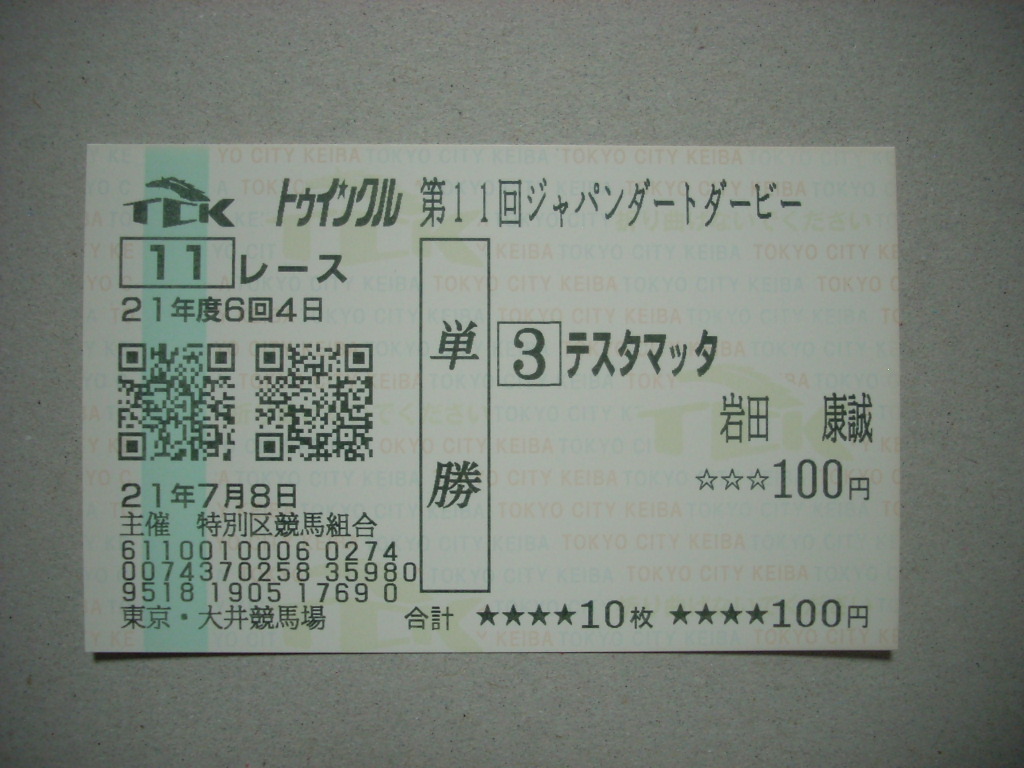 TCK トゥインクル 第11回ジャパンダートダービー
11 レース
21年度6回4日
単勝
3 テスタマッタ
岩田 康誠
☆☆☆100円
21年7月8日
主催 特別区競馬組合
6110010006 0274
0074370258 35980
9518 1905 1769 0
東京・大井競馬場
合計 ★★★★10枚 ★★★★100円